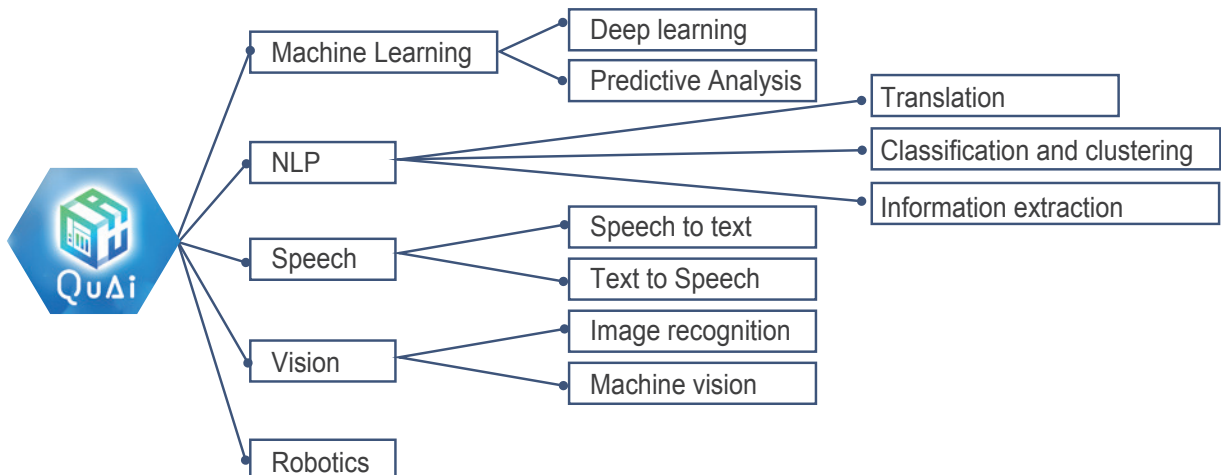 Machine Learning
Deep learning
Predictive Analysis
NLP
Translation
Classification and clustering
Information extraction
QuAi
Speech
Speech to text
Text to Speech
Vision
Image recognition
Machine vision
Robotics